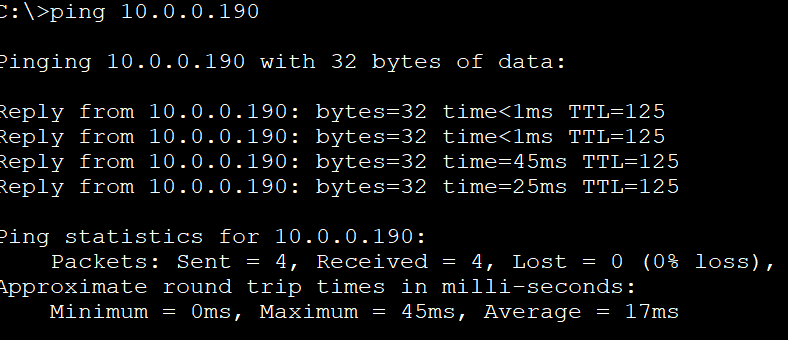 C:\>ping 10.0.0.190
Pinging 10.0.0.190 with 32 bytes of data:
Reply from 10.0.0.190: bytes=32 time<1ms TTL=125
Reply from 10.0.0.190: bytes=32 time<1ms TTL=125
Reply from 10.0.0.190: bytes=32 time=45ms TTL=125
Reply from 10.0.0.190: bytes=32 time=25ms TTL=125
Ping statistics for 10.0.0.190:
Packets: Sent = 4, Received = 4, Lost = 0 (0% loss),
Approximate round trip times in milli-seconds:
Minimum = 0ms, Maximum = 45ms, Average = 17ms